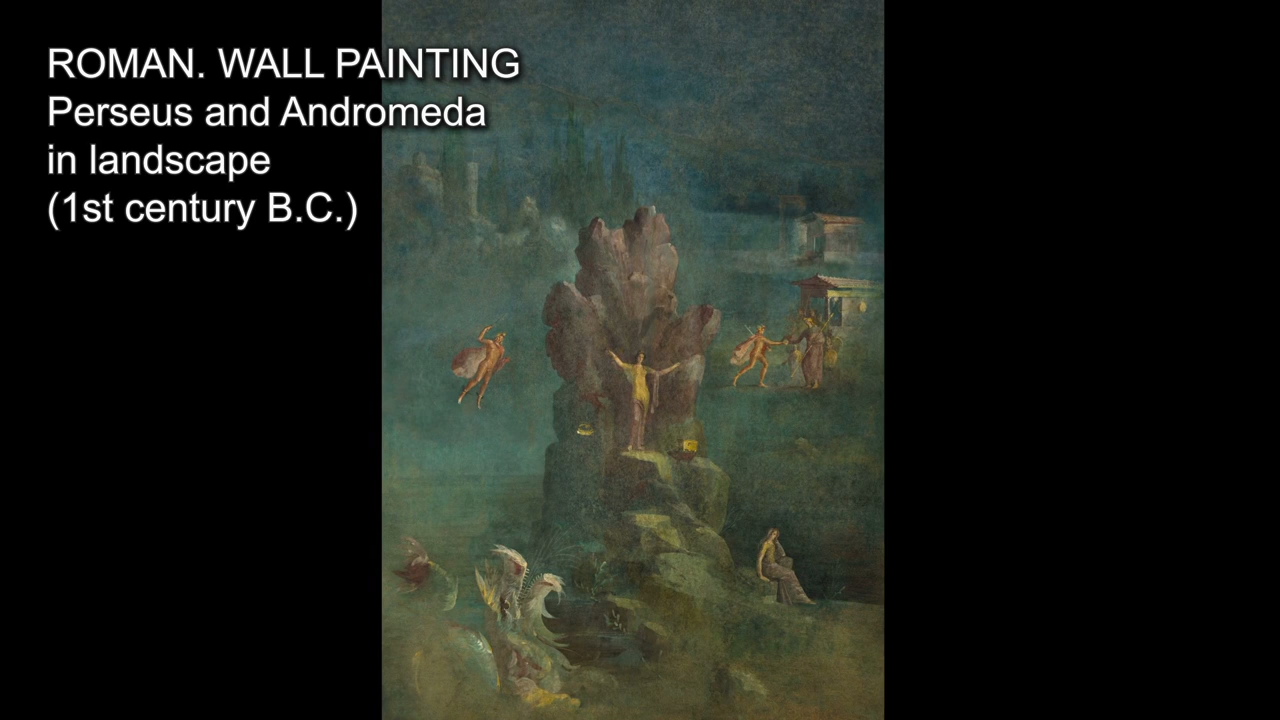 ROMAN. WALL PAINTING
Perseus and Andromeda
in landscape
(1st century B.C.)